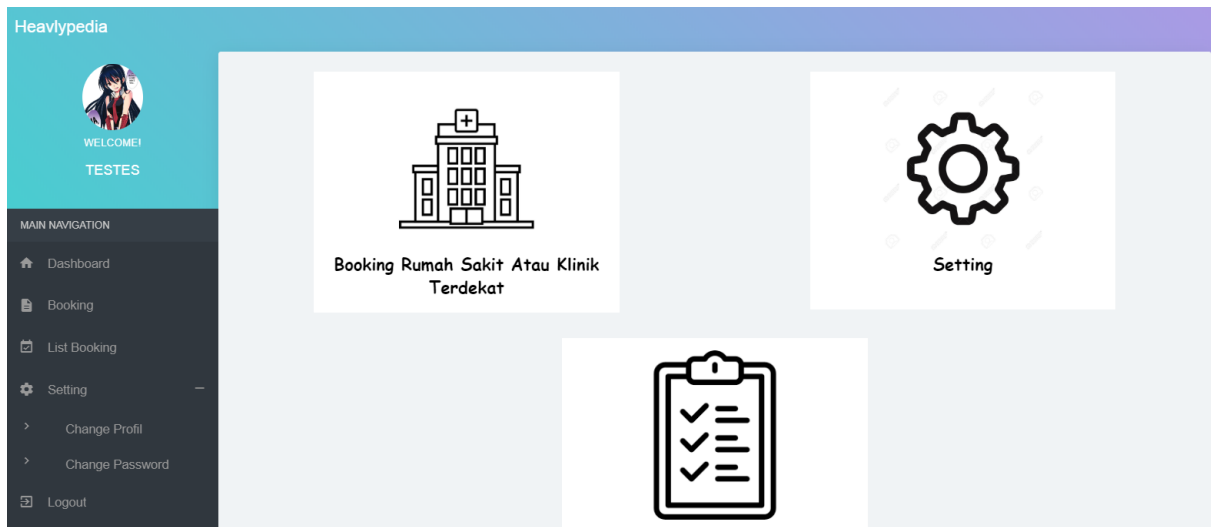 Heavlypedia
WELCOME!
TESTES
MAIN NAVIGATION
Dashboard
Booking
List Booking
Setting
Change Profil
Change Password
Logout
Booking Rumah Sakit Atau Klinik
Terdekat
Setting